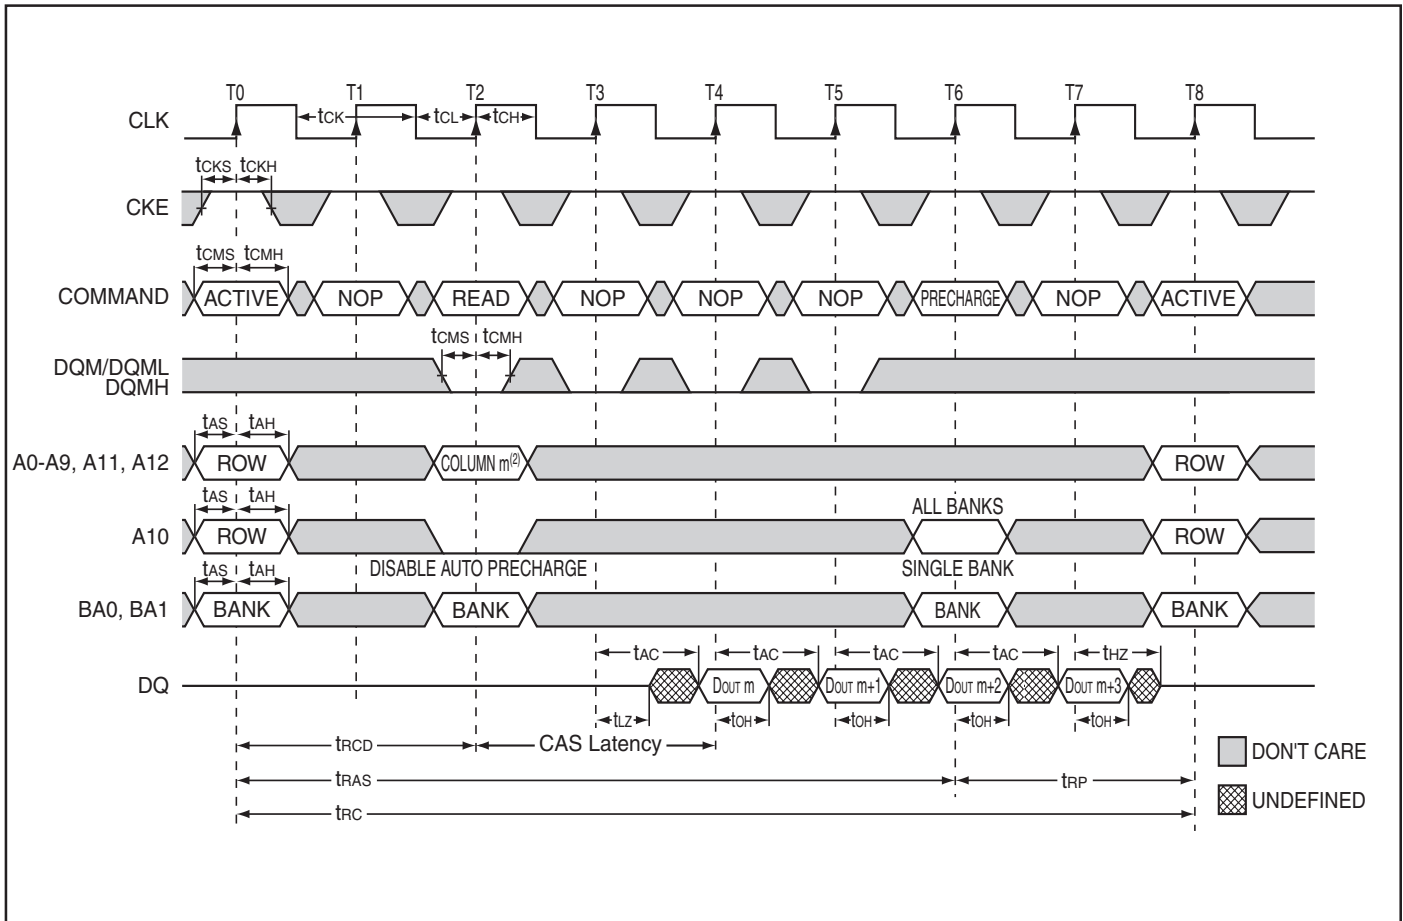 T0 T1 T2 T3 T4 T5 T6 T7 T8
CLK tCK tCL tCH
tCKS tCKH
CKE
tCMS tCMH
COMMAND ACTIVE NOP READ NOP NOP NOP PRECHARGE NOP ACTIVE
tCMS tCMH
DQM/DQML
DQMH
tAS tAH
A0-A9, A11, A12 ROW COLUMN m(2) ROW
tAS tAH ALL BANKS
A10 ROW ROW
DISABLE AUTO PRECHARGE SINGLE BANK
tAS tAH
BA0, BA1 BANK BANK BANK BANK
tAC tAC tAC tAC tHZ
DQ DOUT m DOUT m+1 DOUT m+2 DOUT m+3
tLZ tOH tOH tOH tOH
tRCD CAS Latency
DON'T CARE
tRAS tRP
UNDEFINED
tRC